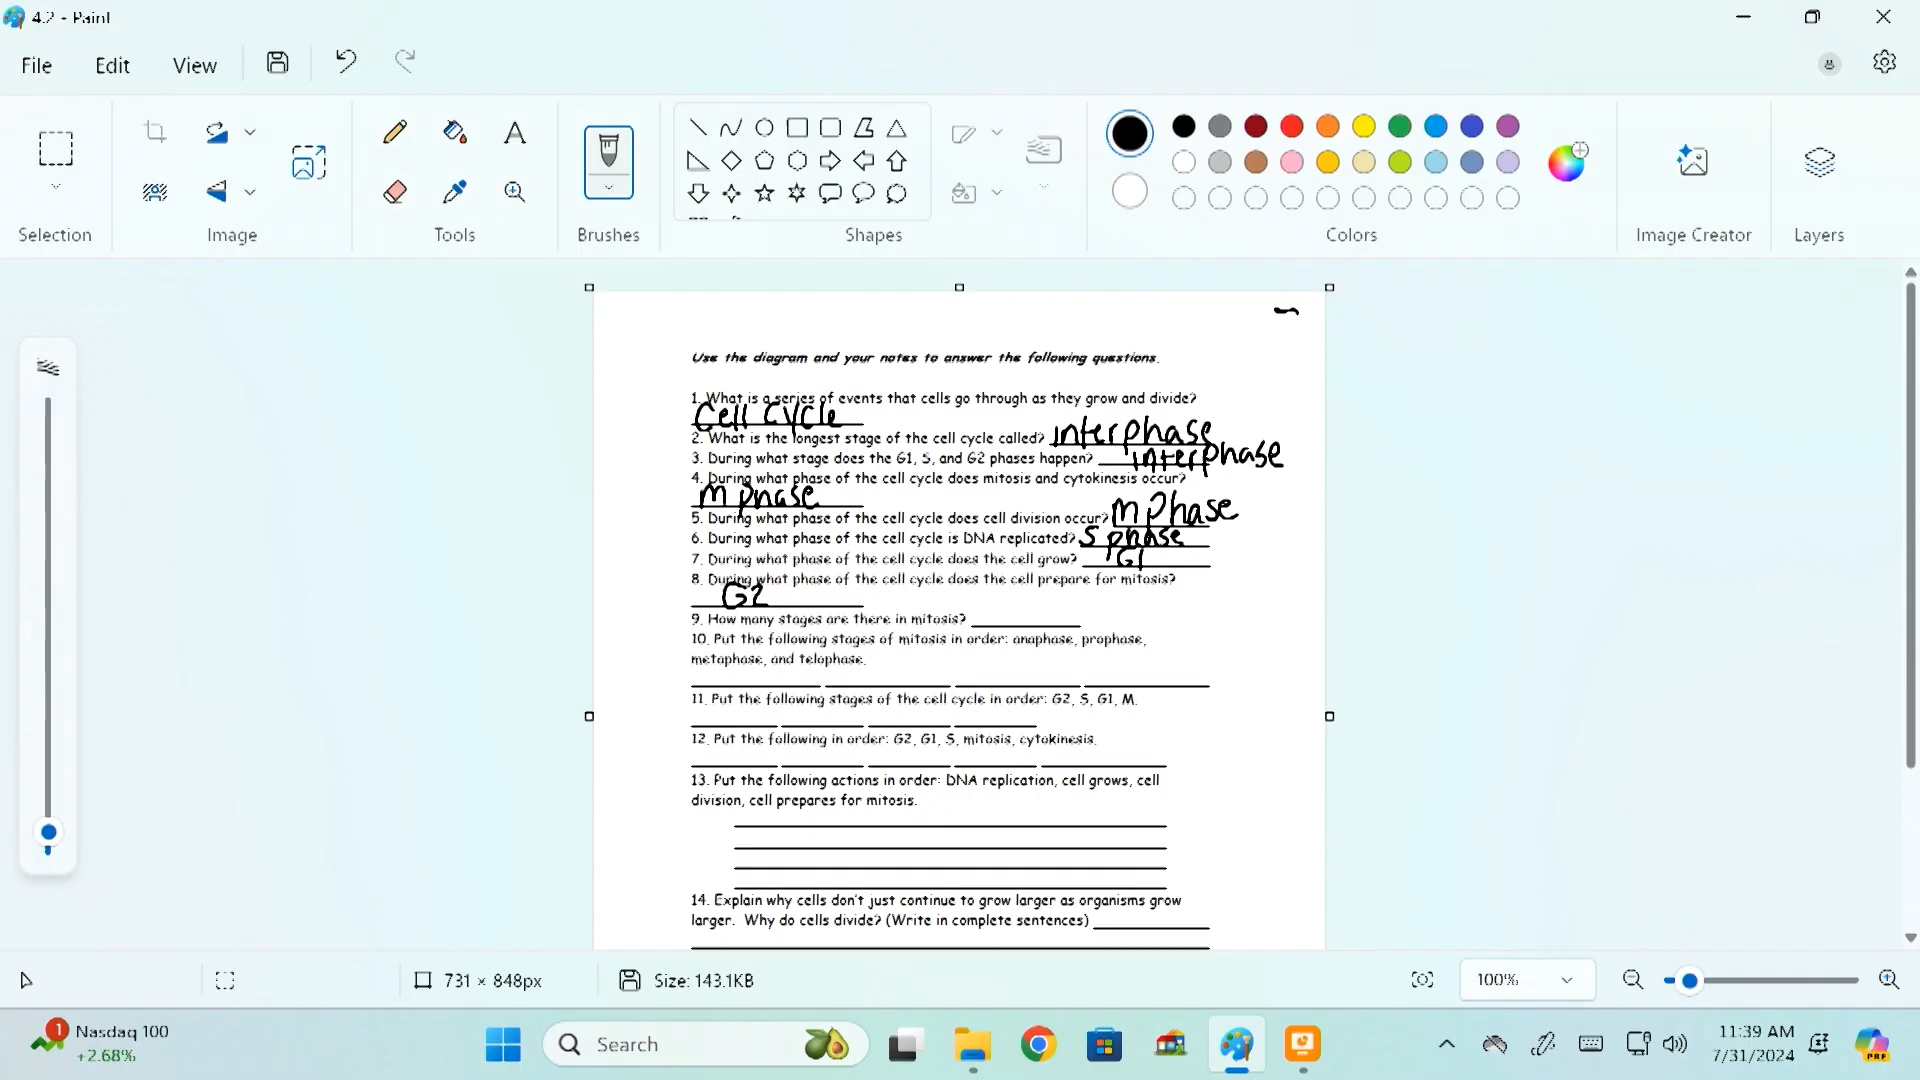 4.2 - Paint
File Edit View
Selection Image Tools Brushes Shapes Colors Image Creator Layers
Use the diagram and your notes to answer the following questions.
1. What is a series of events that cells go through as they grow and divide?
Cell Cycle
2. What is the longest stage of the cell cycle called? interphase
3. During what stage does the G1, S, and G2 phases happen? interphase
4. During what phase of the cell cycle does mitosis and cytokinesis occur?
M phase
5. During what phase of the cell cycle does cell division occur? M Phase
6. During what phase of the cell cycle is DNA replicated? S phase
7. During what phase of the cell cycle does the cell grow? G1
8. During what phase of the cell cycle does the cell prepare for mitosis?
G2
9. How many stages are there in mitosis?
10. Put the following stages of mitosis in order: anaphase, prophase,
metaphase, and telophase.
11. Put the following stages of the cell cycle in order: G2, S, G1, M.
12. Put the following in order: G2, G1, S, mitosis, cytokinesis.
13. Put the following actions in order: DNA replication, cell grows, cell
division, cell prepares for mitosis.
14. Explain why cells don't just continue to grow larger as organisms grow
larger. Why do cells divide? (Write in complete sentences)
731 × 848px Size: 143.1KB 100%
1 Nasdaq 100
+2.68%
Search
11:39 AM
7/31/2024
PRE